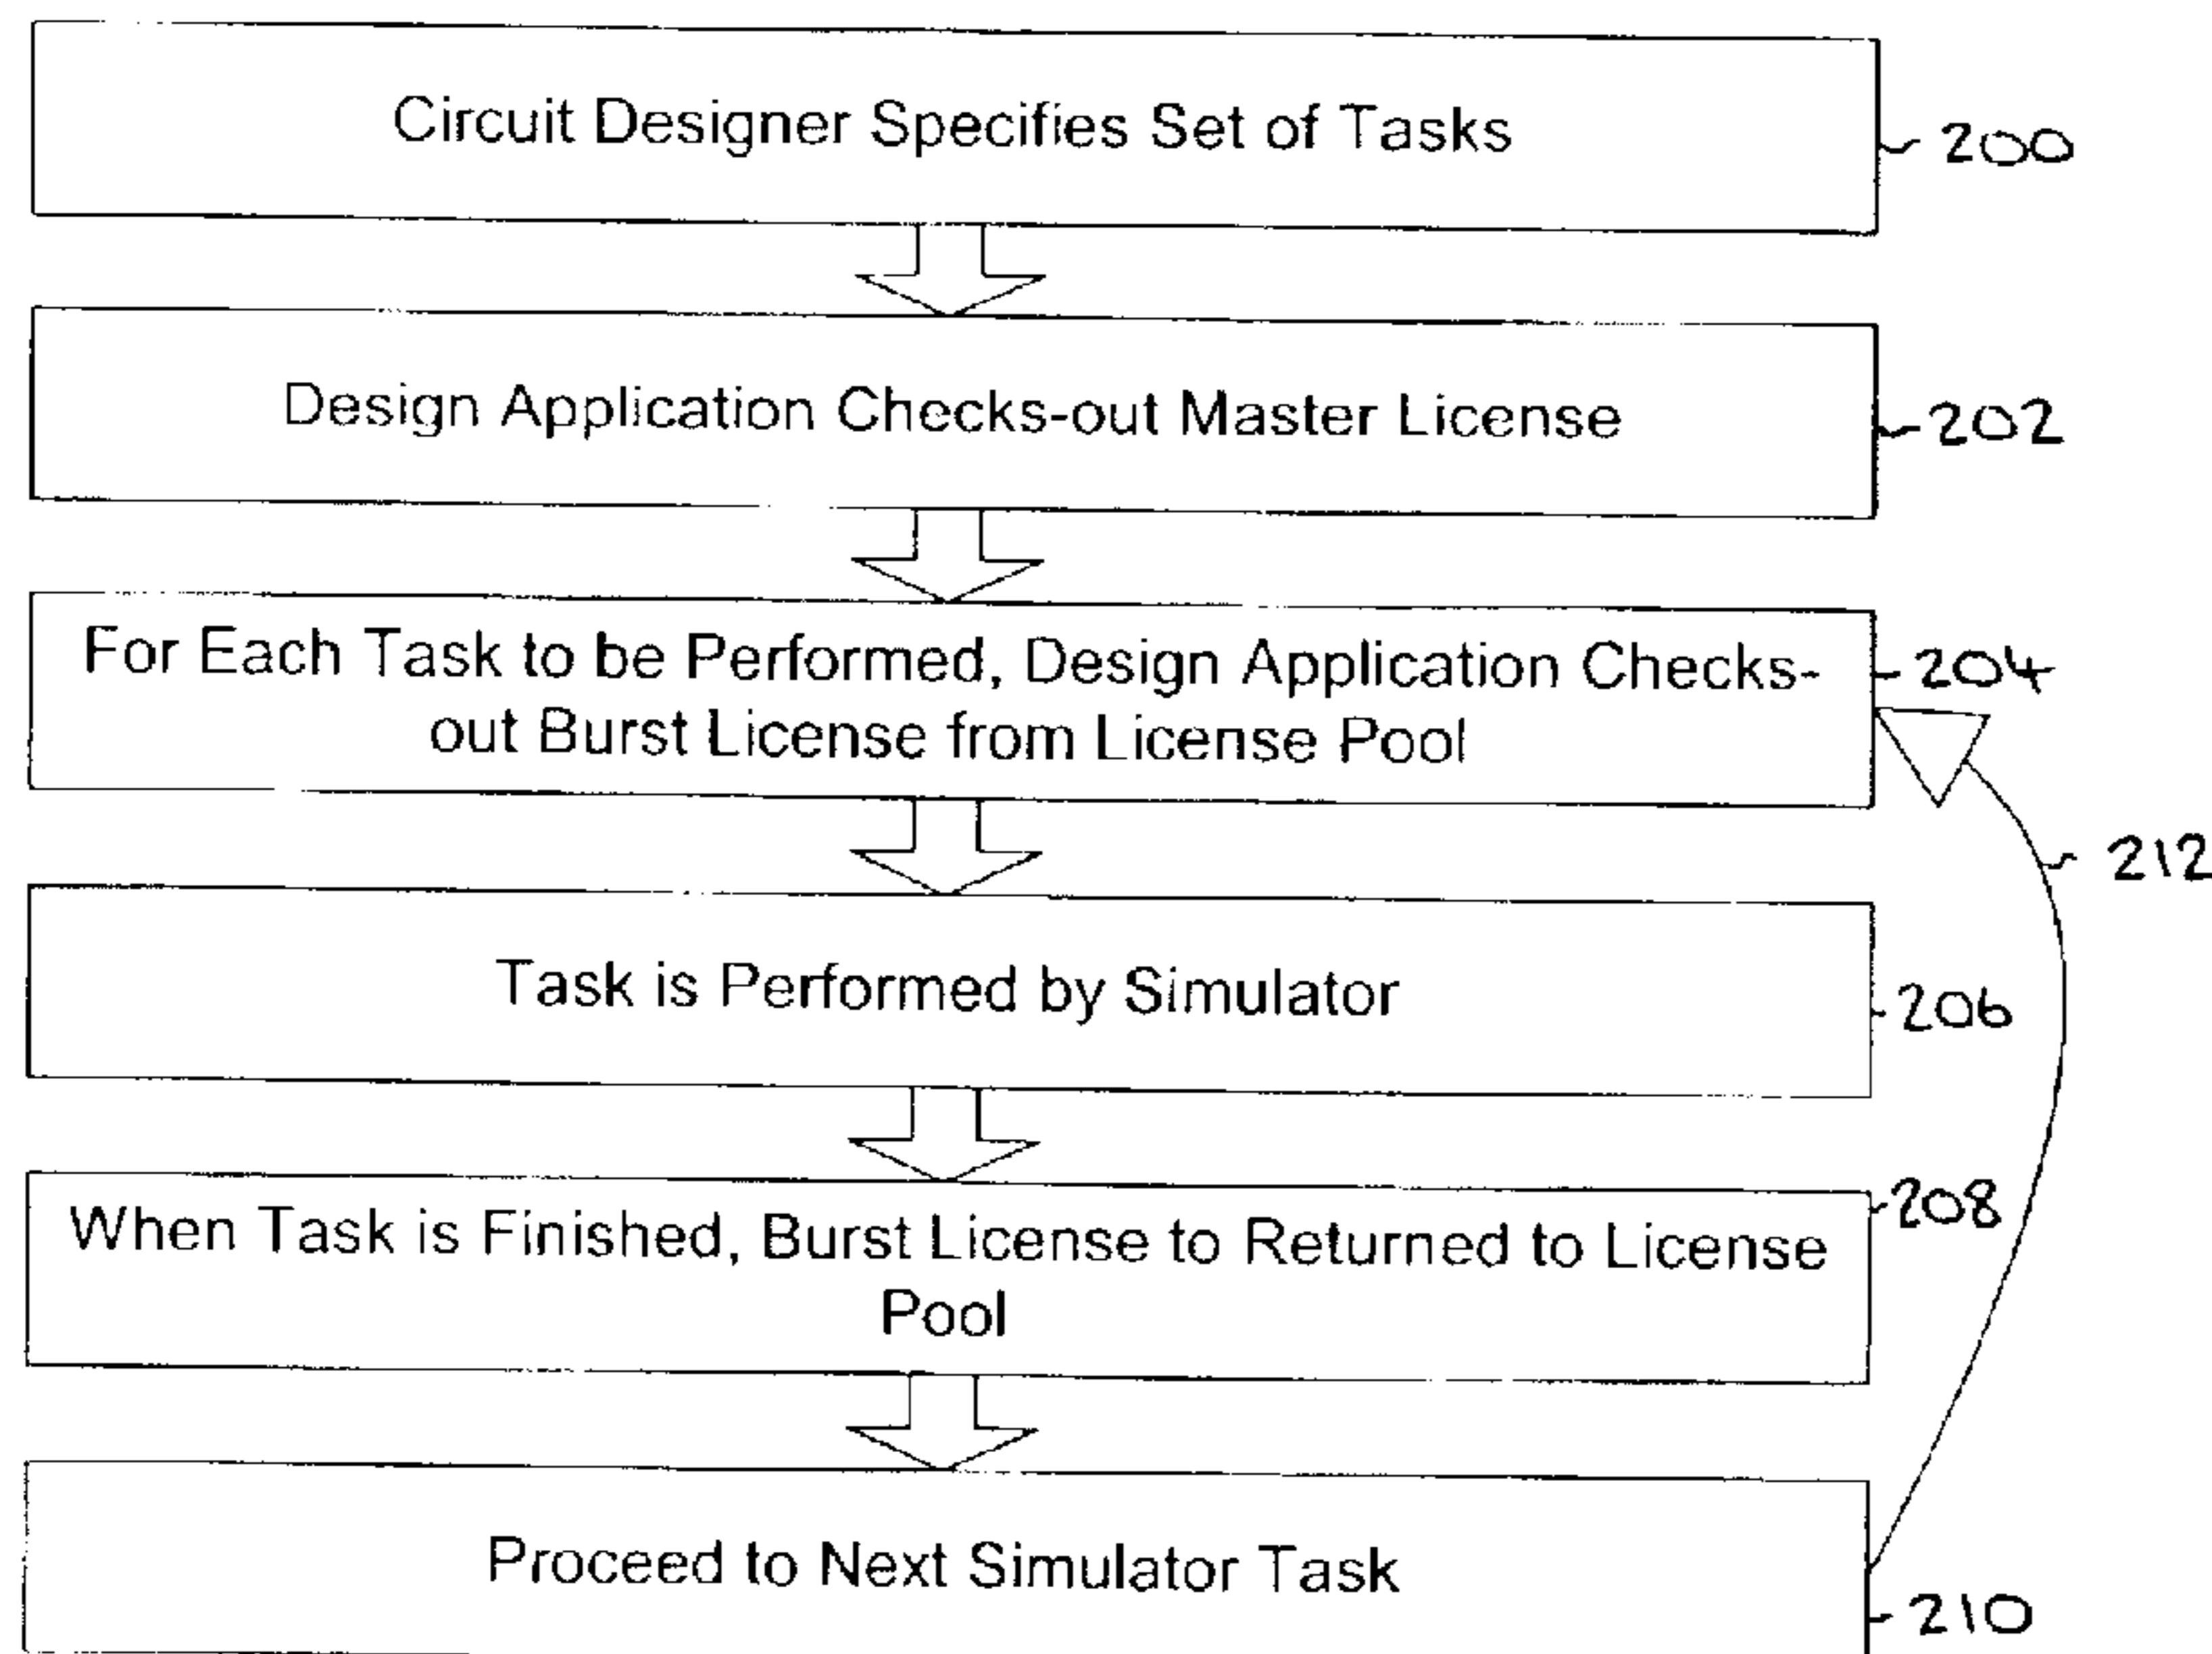 Circuit Designer Specifies Set of Tasks
200
Design Application Checks-out Master License
202
For Each Task to be Performed, Design Application Checks-
out Burst License from License Pool
204
212
Task is Performed by Simulator
206
When Task is Finished, Burst License to Returned to License
Pool
208
Proceed to Next Simulator Task
210